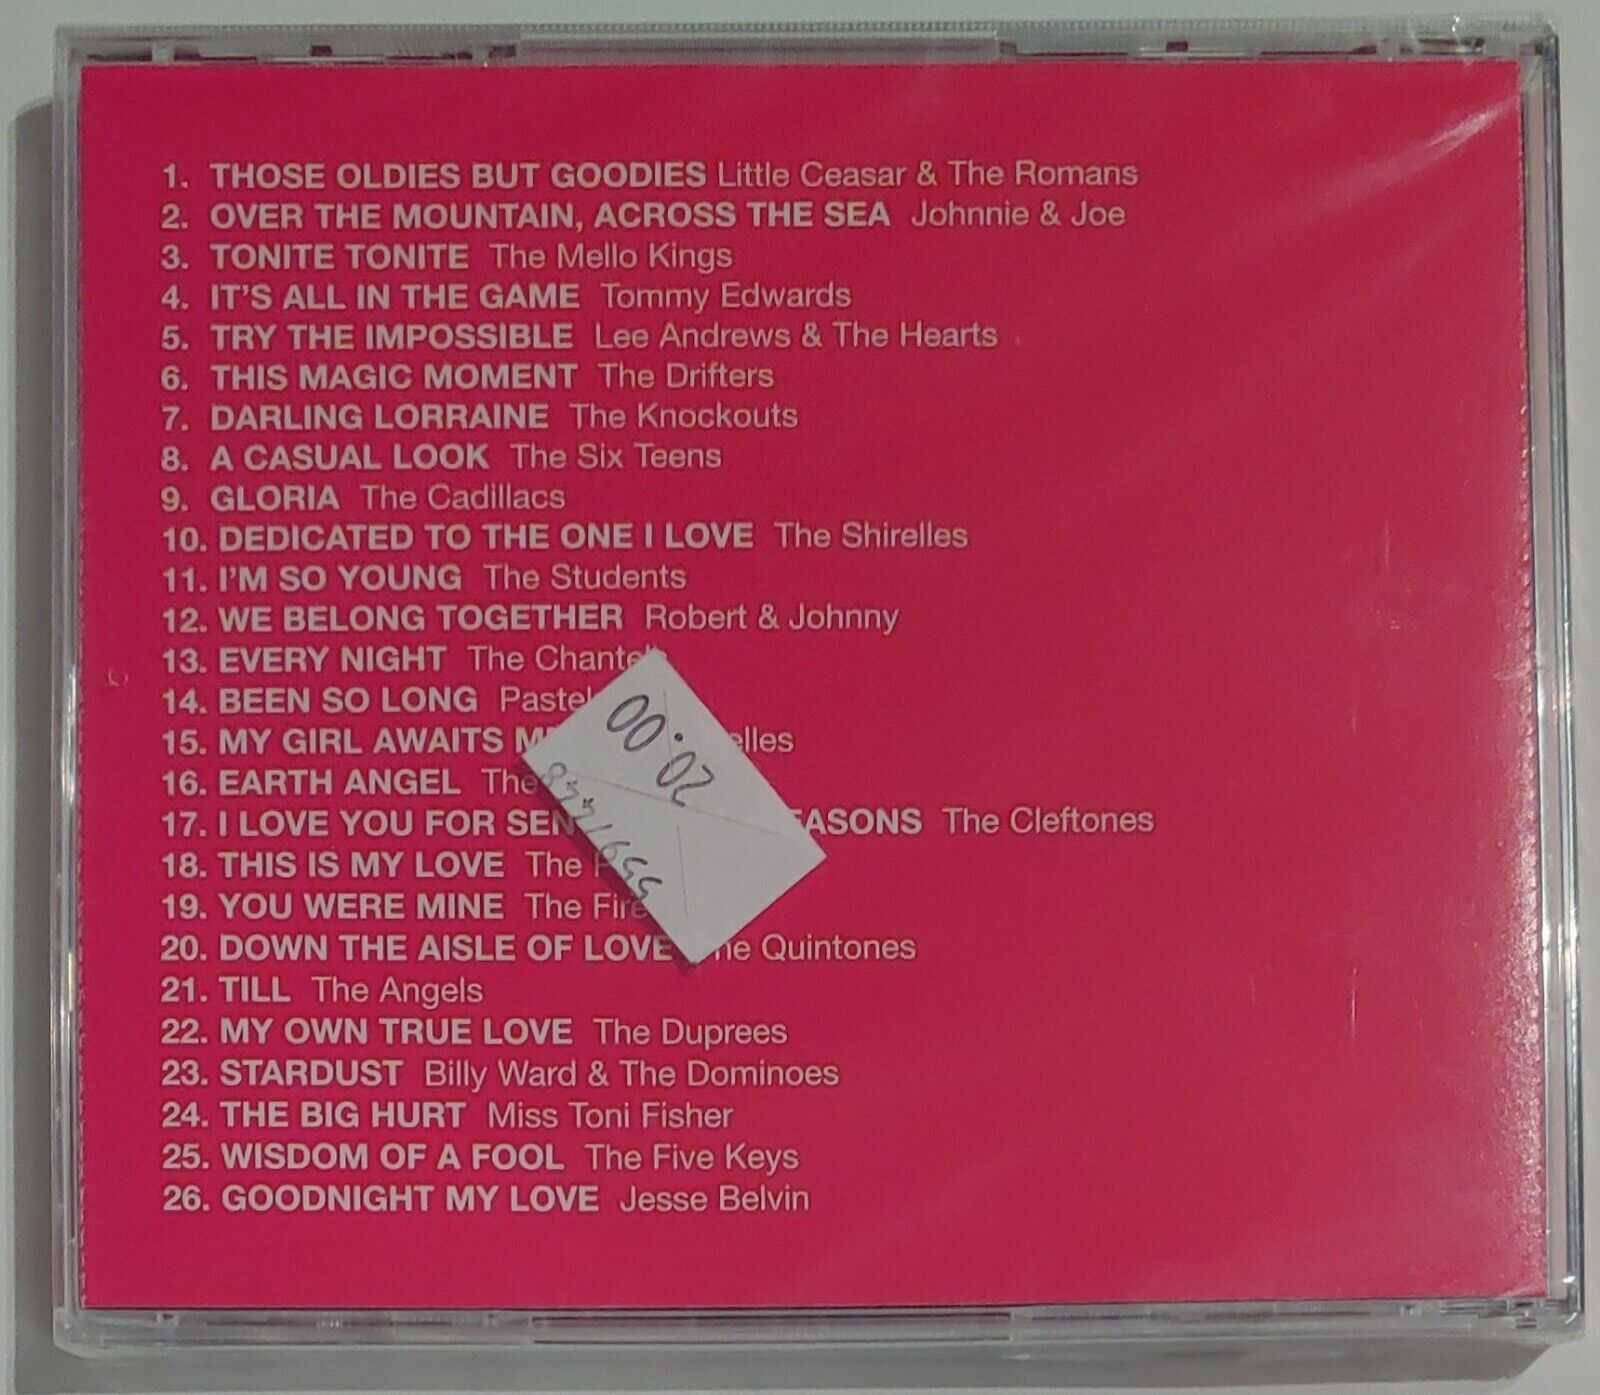 1. THOSE OLDIES BUT GOODIES Little Ceasar & The Romans
2. OVER THE MOUNTAIN, ACROSS THE SEA Johnnie & Joe
3. TONITE TONITE The Mello Kings
4. IT'S ALL IN THE GAME Tommy Edwards
5. TRY THE IMPOSSIBLE Lee Andrews & The Hearts
6. THIS MAGIC MOMENT The Drifters
7. DARLING LORRAINE The Knockouts
8. A CASUAL LOOK The Six Teens
9. GLORIA The Cadillacs
10. DEDICATED TO THE ONE I LOVE The Shirelles
11. I'M SO YOUNG The Students
12. WE BELONG TOGETHER Robert & Johnny
13. EVERY NIGHT The Chantels
14. BEEN SO LONG Pastel
15. MY GIRL AWAITS elles
16. EARTH ANGEL The
17. I LOVE YOU FOR SEN EASONS The Cleftones
18. THIS IS MY LOVE The
19. YOU WERE MINE The Fire
20. DOWN THE AISLE OF LOVE The Quintones
21. TILL The Angels
22. MY OWN TRUE LOVE The Duprees
23. STARDUST Billy Ward & The Dominoes
24. THE BIG HURT Miss Toni Fisher
25. WISDOM OF A FOOL The Five Keys
26. GOODNIGHT MY LOVE Jesse Belvin
20.00